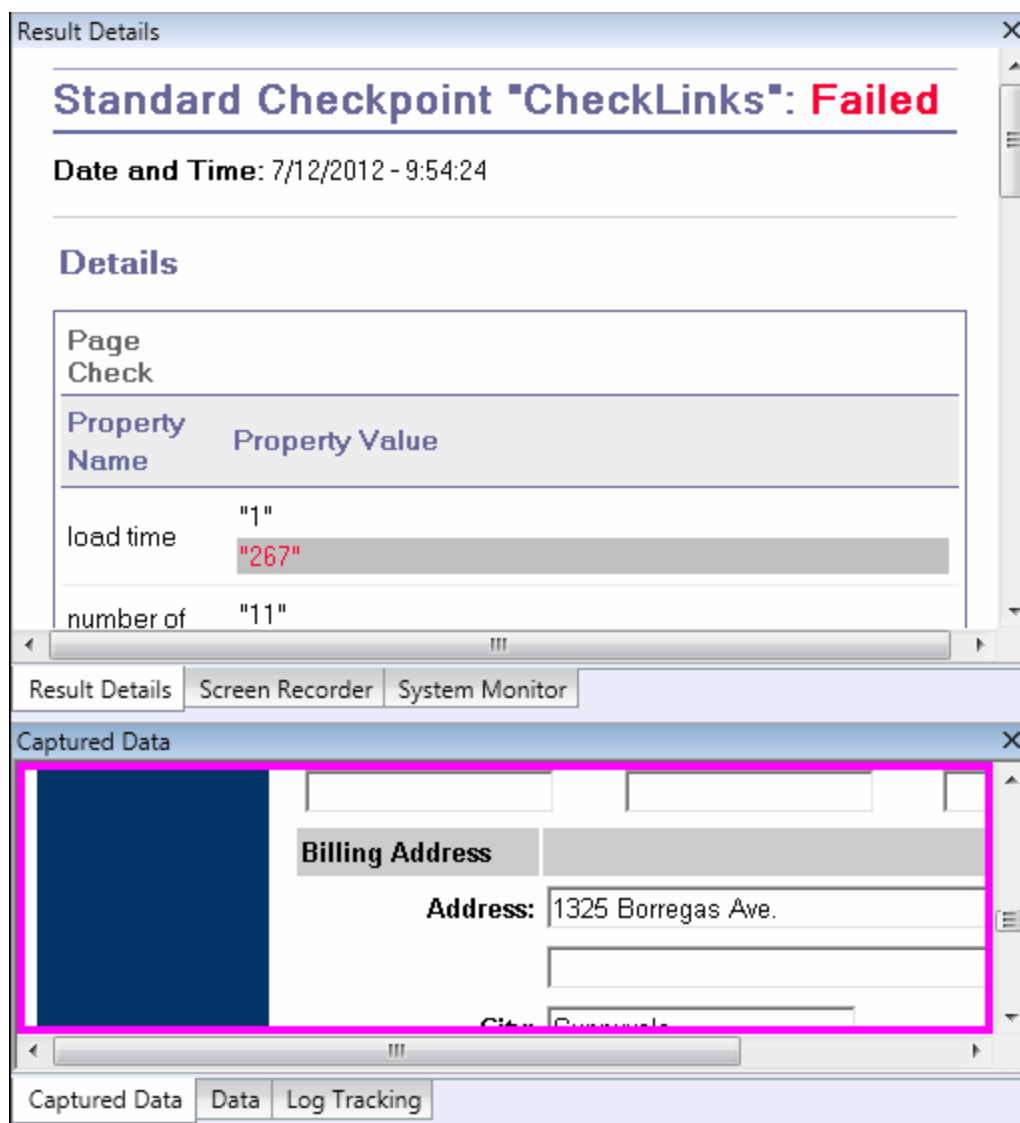 Result Details
Standard Checkpoint "CheckLinks": Failed
Date and Time: 7/12/2012 - 9:54:24
Details
Page
Check
Property
Name
Property Value
load time
"1"
"267"
number of
"11"
Result Details
Screen Recorder
System Monitor
Captured Data
Billing Address
Address:
1325 Borregas Ave.
City:
Sunnyvale
Captured Data
Data
Log Tracking